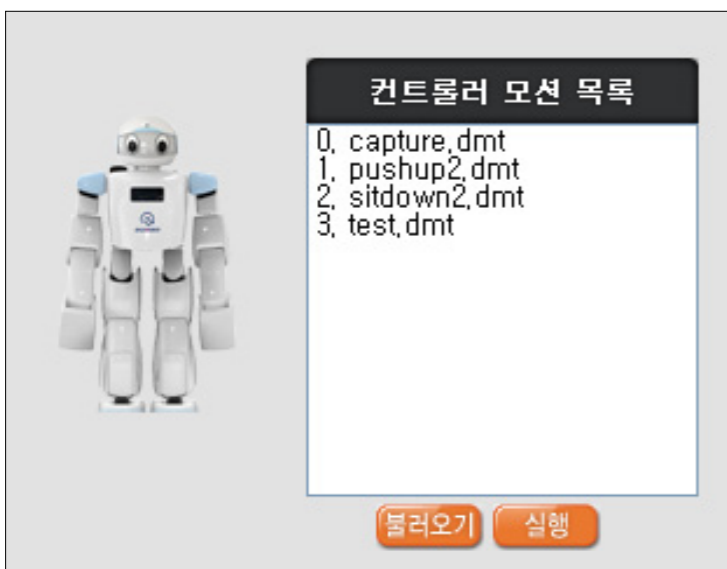 컨트롤러 모션 목록
0, capture,dmt
1, pushup2,dmt
2, sitdown2,dmt
3, test,dmt
불러오기 실행